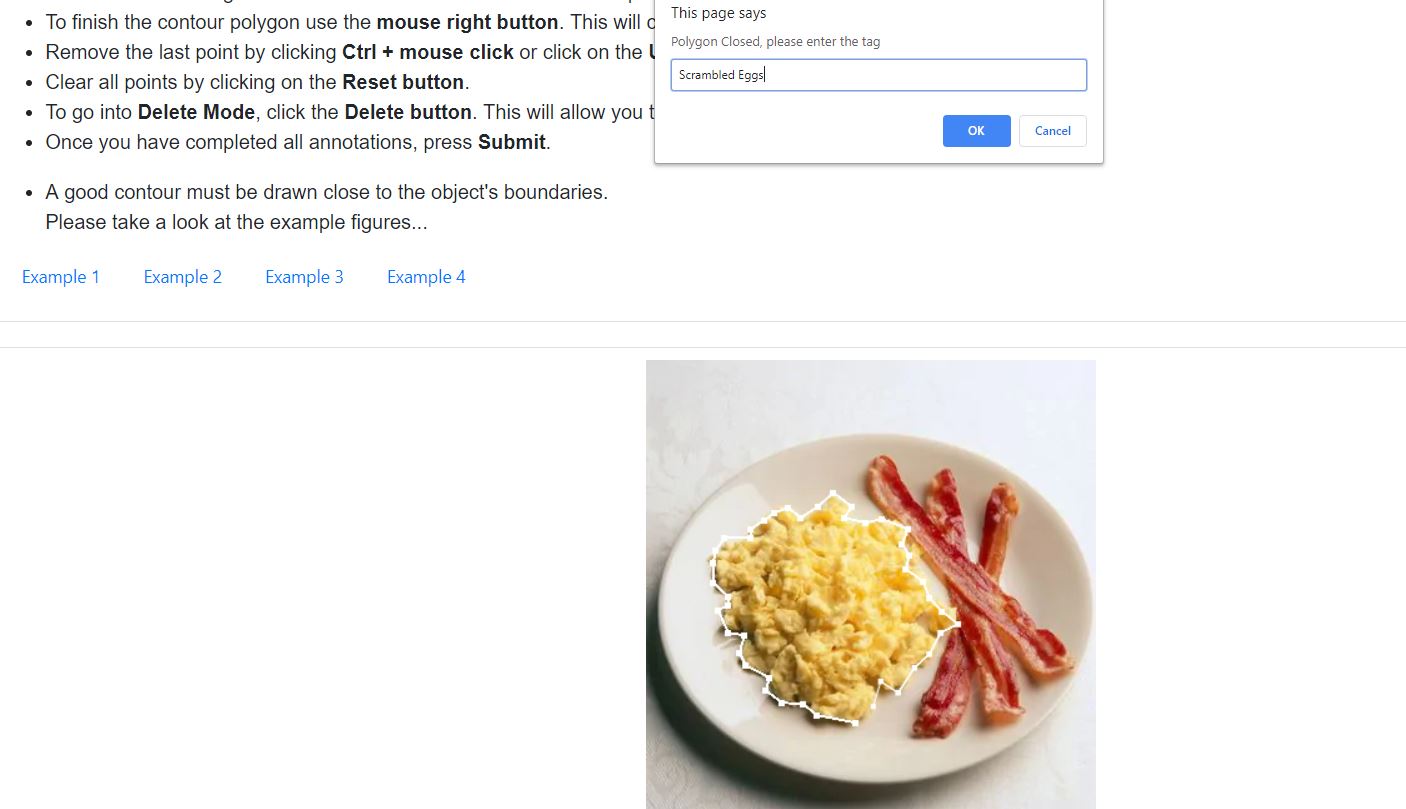 To finish the contour polygon use the mouse right button. This will
Remove the last point by clicking Ctrl + mouse click or click on the
Clear all points by clicking on the Reset button.
To go into Delete Mode, click the Delete button. This will allow you
Once you have completed all annotations, press Submit.
A good contour must be drawn close to the object's boundaries.
Please take a look at the example figures...
Example 1 Example 2 Example 3 Example 4
This page says
Polygon Closed, please enter the tag
Scrambled Eggs
OK Cancel